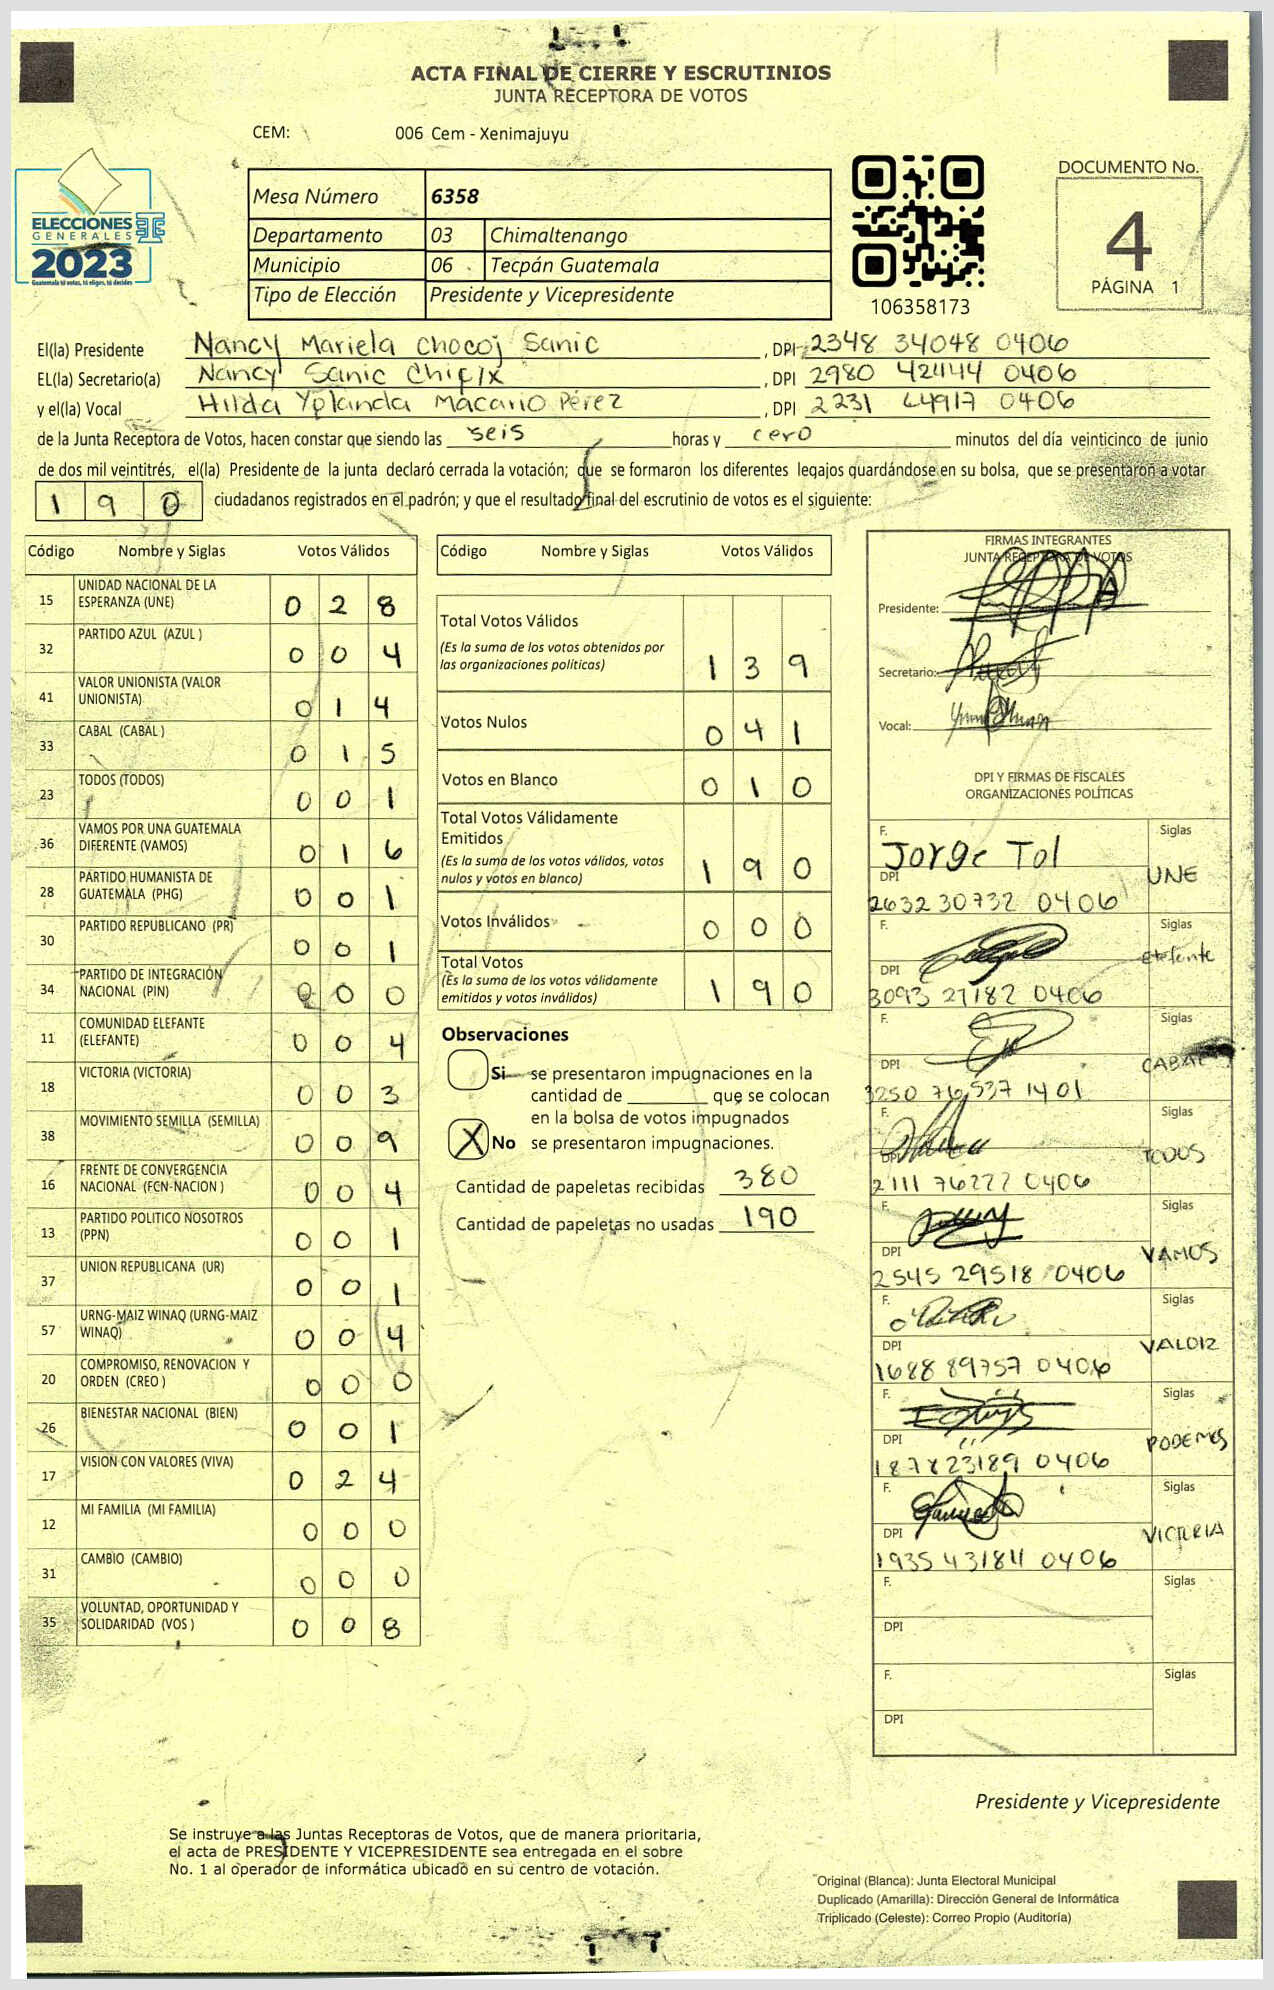 ACTA FINAL DE CIERRE Y ESCRUTINIOS
JUNTA RECEPTORA DE VOTOS
CEM: 006 Cem - Xenimajuyu
ELECCIONES
GENERALES
2023
Guatemala tú votas, tú eliges, tú decides
Mesa Número 6358
Departamento 03 Chimaltenango
Municipio 06 Tecpán Guatemala
Tipo de Elección Presidente y Vicepresidente
106358173
DOCUMENTO No.
4
PÁGINA 1
El(la) Presidente Nancy Mariela Chocoj Sanic , DPI 2348 34048 0406
EL(la) Secretario(a) Nancy Sanic Chipix , DPI 2980 42444 0406
y el(la) Vocal Hilda Yolanda Macario Pérez , DPI 2231 64917 0406
de la Junta Receptora de Votos, hacen constar que siendo las seis horas y cero minutos del día veinticinco de junio
de dos mil veintitrés, el(la) Presidente de la junta declaró cerrada la votación; que se formaron los diferentes legajos guardándose en su bolsa, que se presentaron a votar
190 ciudadanos registrados en el padrón; y que el resultado final del escrutinio de votos es el siguiente:
Código Nombre y Siglas Votos Válidos
15 UNIDAD NACIONAL DE LA ESPERANZA (UNE) 0 2 8
32 PARTIDO AZUL (AZUL ) 0 0 4
41 VALOR UNIONISTA (VALOR UNIONISTA) 0 1 4
33 CABAL (CABAL ) 0 1 5
23 TODOS (TODOS) 0 0 1
36 VAMOS POR UNA GUATEMALA DIFERENTE (VAMOS) 0 1 6
28 PARTIDO HUMANISTA DE GUATEMALA (PHG) 0 0 1
30 PARTIDO REPUBLICANO (PR) 0 0 1
34 PARTIDO DE INTEGRACIÓN NACIONAL (PIN) 0 0 0
11 COMUNIDAD ELEFANTE (ELEFANTE) 0 0 4
18 VICTORIA (VICTORIA) 0 0 3
38 MOVIMIENTO SEMILLA (SEMILLA) 0 0 9
16 FRENTE DE CONVERGENCIA NACIONAL (FCN-NACION ) 0 0 4
13 PARTIDO POLITICO NOSOTROS (PPN) 0 0 1
37 UNION REPUBLICANA (UR) 0 0 1
57 URNG-MAIZ WINAQ (URNG-MAIZ WINAQ) 0 0 4
20 COMPROMISO, RENOVACION Y ORDEN (CREO ) 0 0 0
26 BIENESTAR NACIONAL (BIEN) 0 0 1
17 VISION CON VALORES (VIVA) 0 2 4
12 MI FAMILIA (MI FAMILIA) 0 0 0
31 CAMBIO (CAMBIO) 0 0 0
35 VOLUNTAD, OPORTUNIDAD Y SOLIDARIDAD (VOS ) 0 0 8
Código Nombre y Siglas Votos Válidos
Total Votos Válidos
(Es la suma de los votos obtenidos por
las organizaciones políticas) 1 3 9
Votos Nulos 0 4 1
Votos en Blanco 0 1 0
Total Votos Válidamente
Emitidos
(Es la suma de los votos válidos, votos
nulos y votos en blanco) 1 9 0
Votos Inválidos 0 0 0
Total Votos
(Es la suma de los votos válidamente
emitidos y votos inválidos) 1 9 0
Observaciones
Si se presentaron impugnaciones en la
cantidad de ________ que se colocan
en la bolsa de votos impugnados
X No se presentaron impugnaciones.
Cantidad de papeletas recibidas 380
Cantidad de papeletas no usadas 190
FIRMAS INTEGRANTES
JUNTA RECEPTORA DE VOTOS
Presidente:
Secretario:
Vocal:
DPI Y FIRMAS DE FISCALES
ORGANIZACIONES POLÍTICAS
F. Jorge Tol Siglas
DPI 2632 30732 0406 UNE
F. Siglas
DPI 3093 27182 0406 Elefante
F. Siglas
DPI 3250 76537 1401 CABAL
F. Siglas
DPI 2111 76222 0406 TODOS
F. Siglas
DPI 2545 29518 0406 VAMOS
F. Siglas
DPI 1688 89757 0406
F. Siglas
DPI 1878 23189 0406 PODEMOS
F. Siglas
DPI 1935 43184 0406 VICTORIA
F. Siglas
DPI
F. Siglas
DPI
Presidente y Vicepresidente
Se instruye a las Juntas Receptoras de Votos, que de manera prioritaria,
el acta de PRESIDENTE Y VICEPRESIDENTE sea entregada en el sobre
No. 1 al operador de informática ubicado en su centro de votación.
Original (Blanca): Junta Electoral Municipal
Duplicado (Amarilla): Dirección General de Informática
Triplicado (Celeste): Correo Propio (Auditoría)